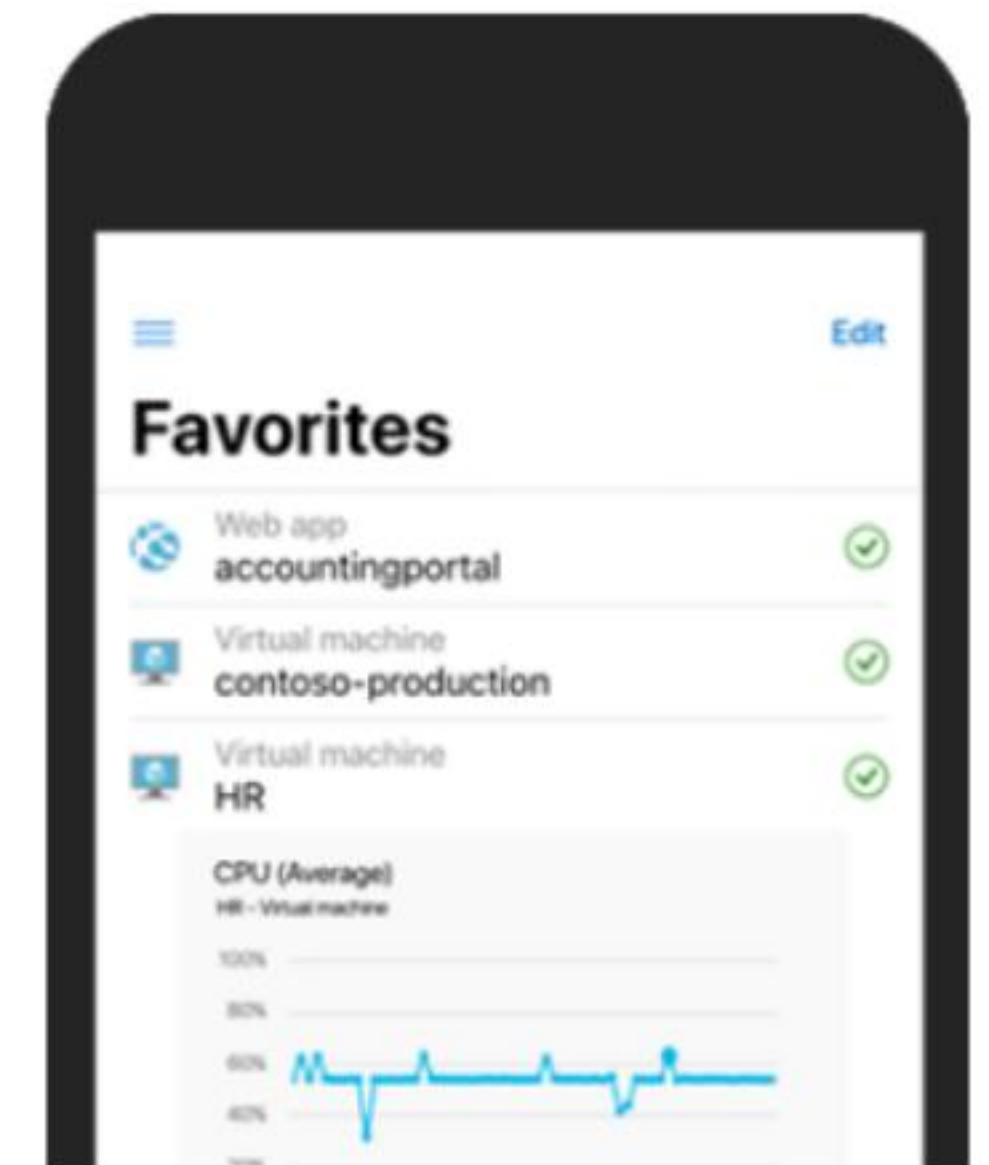 Edit
Favorites
Web app
accountingportal
Virtual machine
contoso-production
Virtual machine
HR
CPU (Average)
HR - Virtual machine
100%
80%
60%
40%